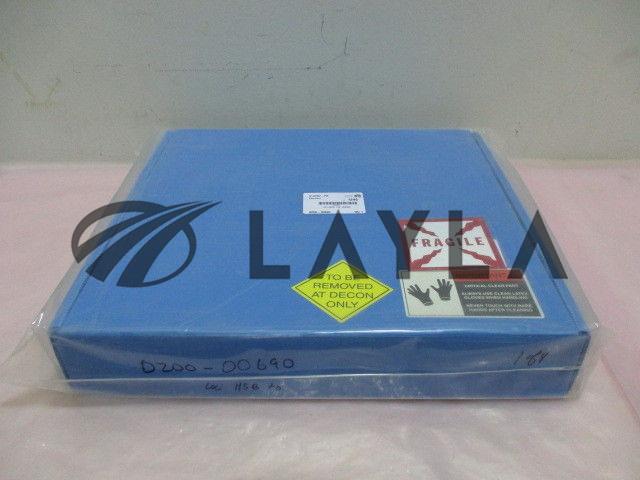 LAYLA
FRAGILE
TO BE
REMOVED
AT DECON
ONLY
CRITICAL CLEAN PART
ALWAYS USE CLEAN LATEX
GLOVES WHEN HANDLING
NEVER TOUCH WITH BARE
HANDS AFTER CLEANING
D200-00690